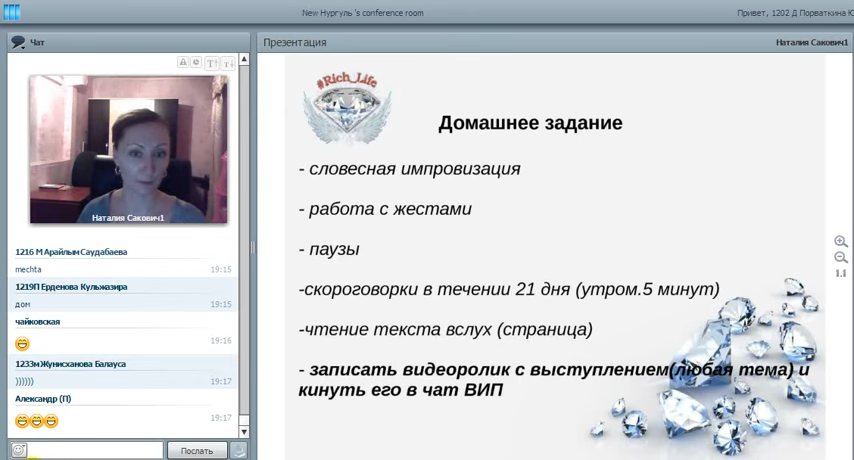 New Нургуль 's conference room
Привет, 1202 Д Порваткина Ю
Чат
Наталия Сакович1
1216 М Арайлым Саудабаева
mechta
19:15
1219П Ерденова Кульжазира
дом
19:15
чайковская
19:16
1233м Жунисханова Балауса
))))))
19:17
Александр (П)
19:17
Послать
Презентация
Наталия Сакович1
#Rich_Life
Домашнее задание
- словесная импровизация
- работа с жестами
- паузы
-скороговорки в течении 21 дня (утром.5 минут)
-чтение текста вслух (страница)
- записать видеоролик с выступлением(любая тема) и
кинуть его в чат ВИП
1:1